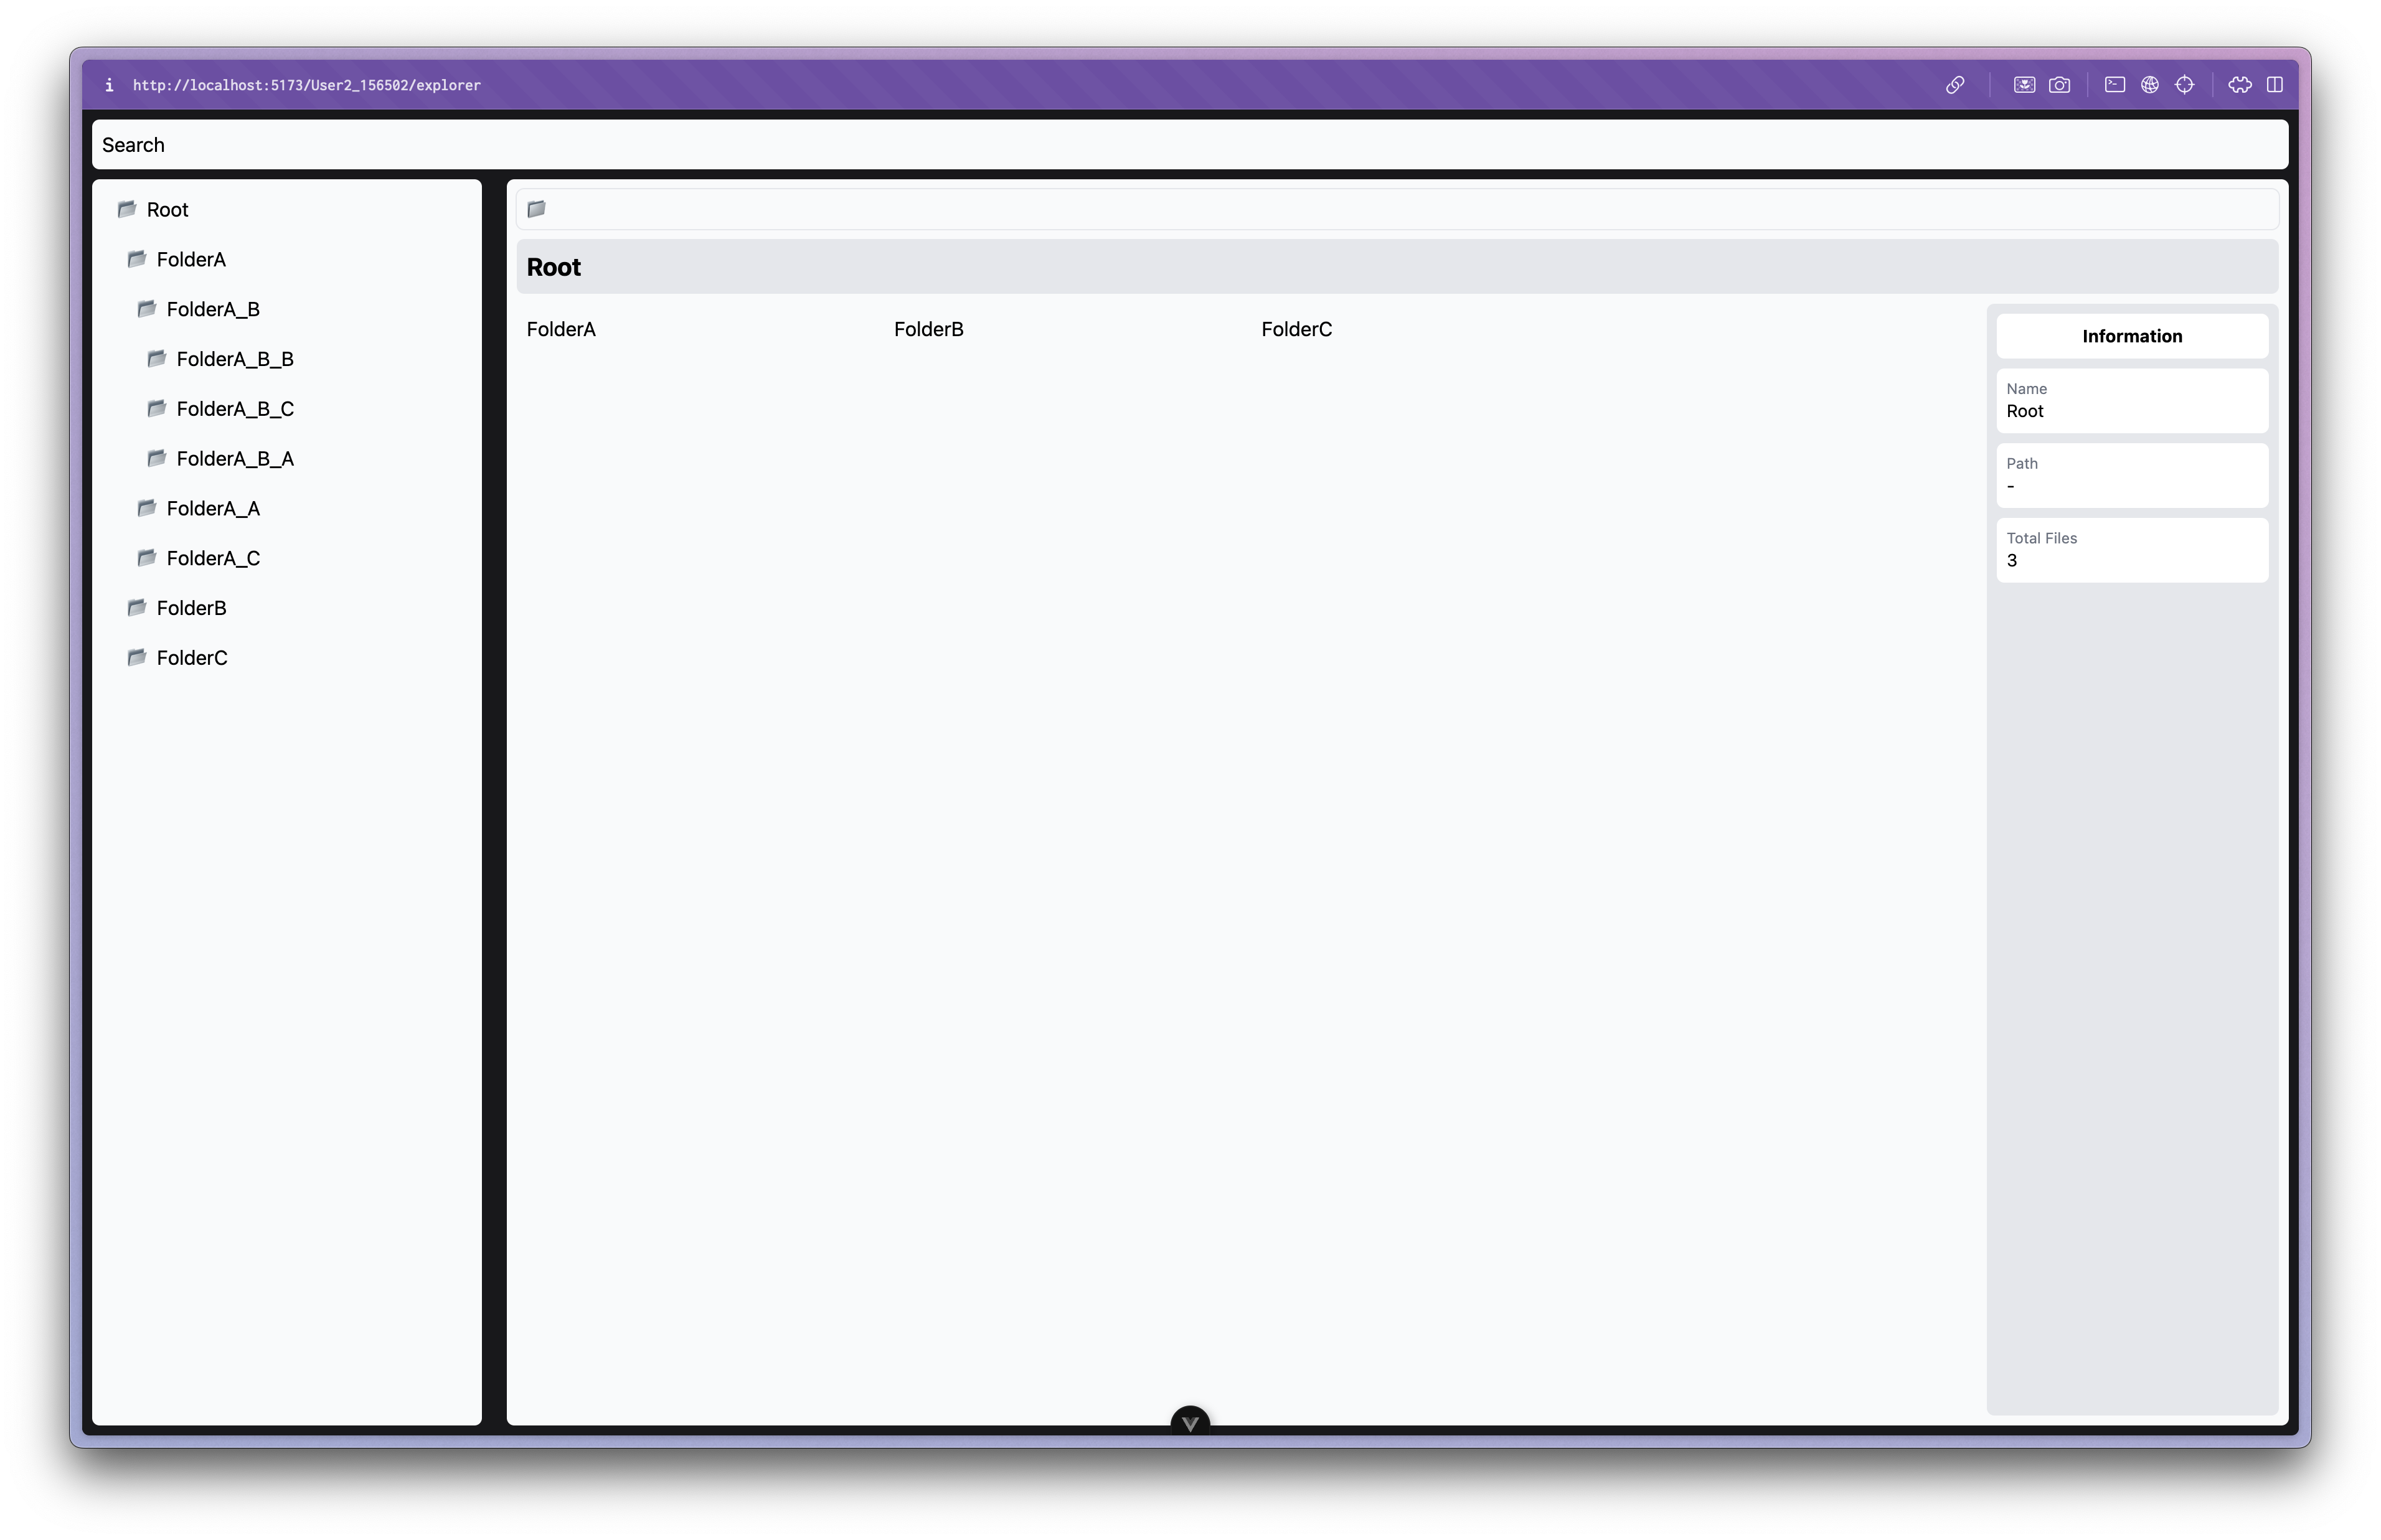 http://localhost:5173/User2_156502/explorer
Search
Root
FolderA
FolderA_B
FolderA_B_B
FolderA_B_C
FolderA_B_A
FolderA_A
FolderA_C
FolderB
FolderC
Root
FolderA FolderB FolderC
Information
Name
Root
Path
-
Total Files
3